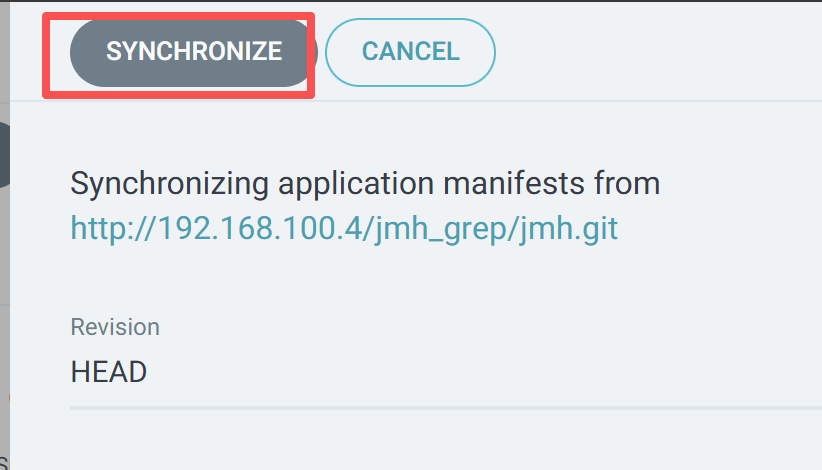 SYNCHRONIZE CANCEL
Synchronizing application manifests from
http://192.168.100.4/jmh_grep/jmh.git
Revision
HEAD